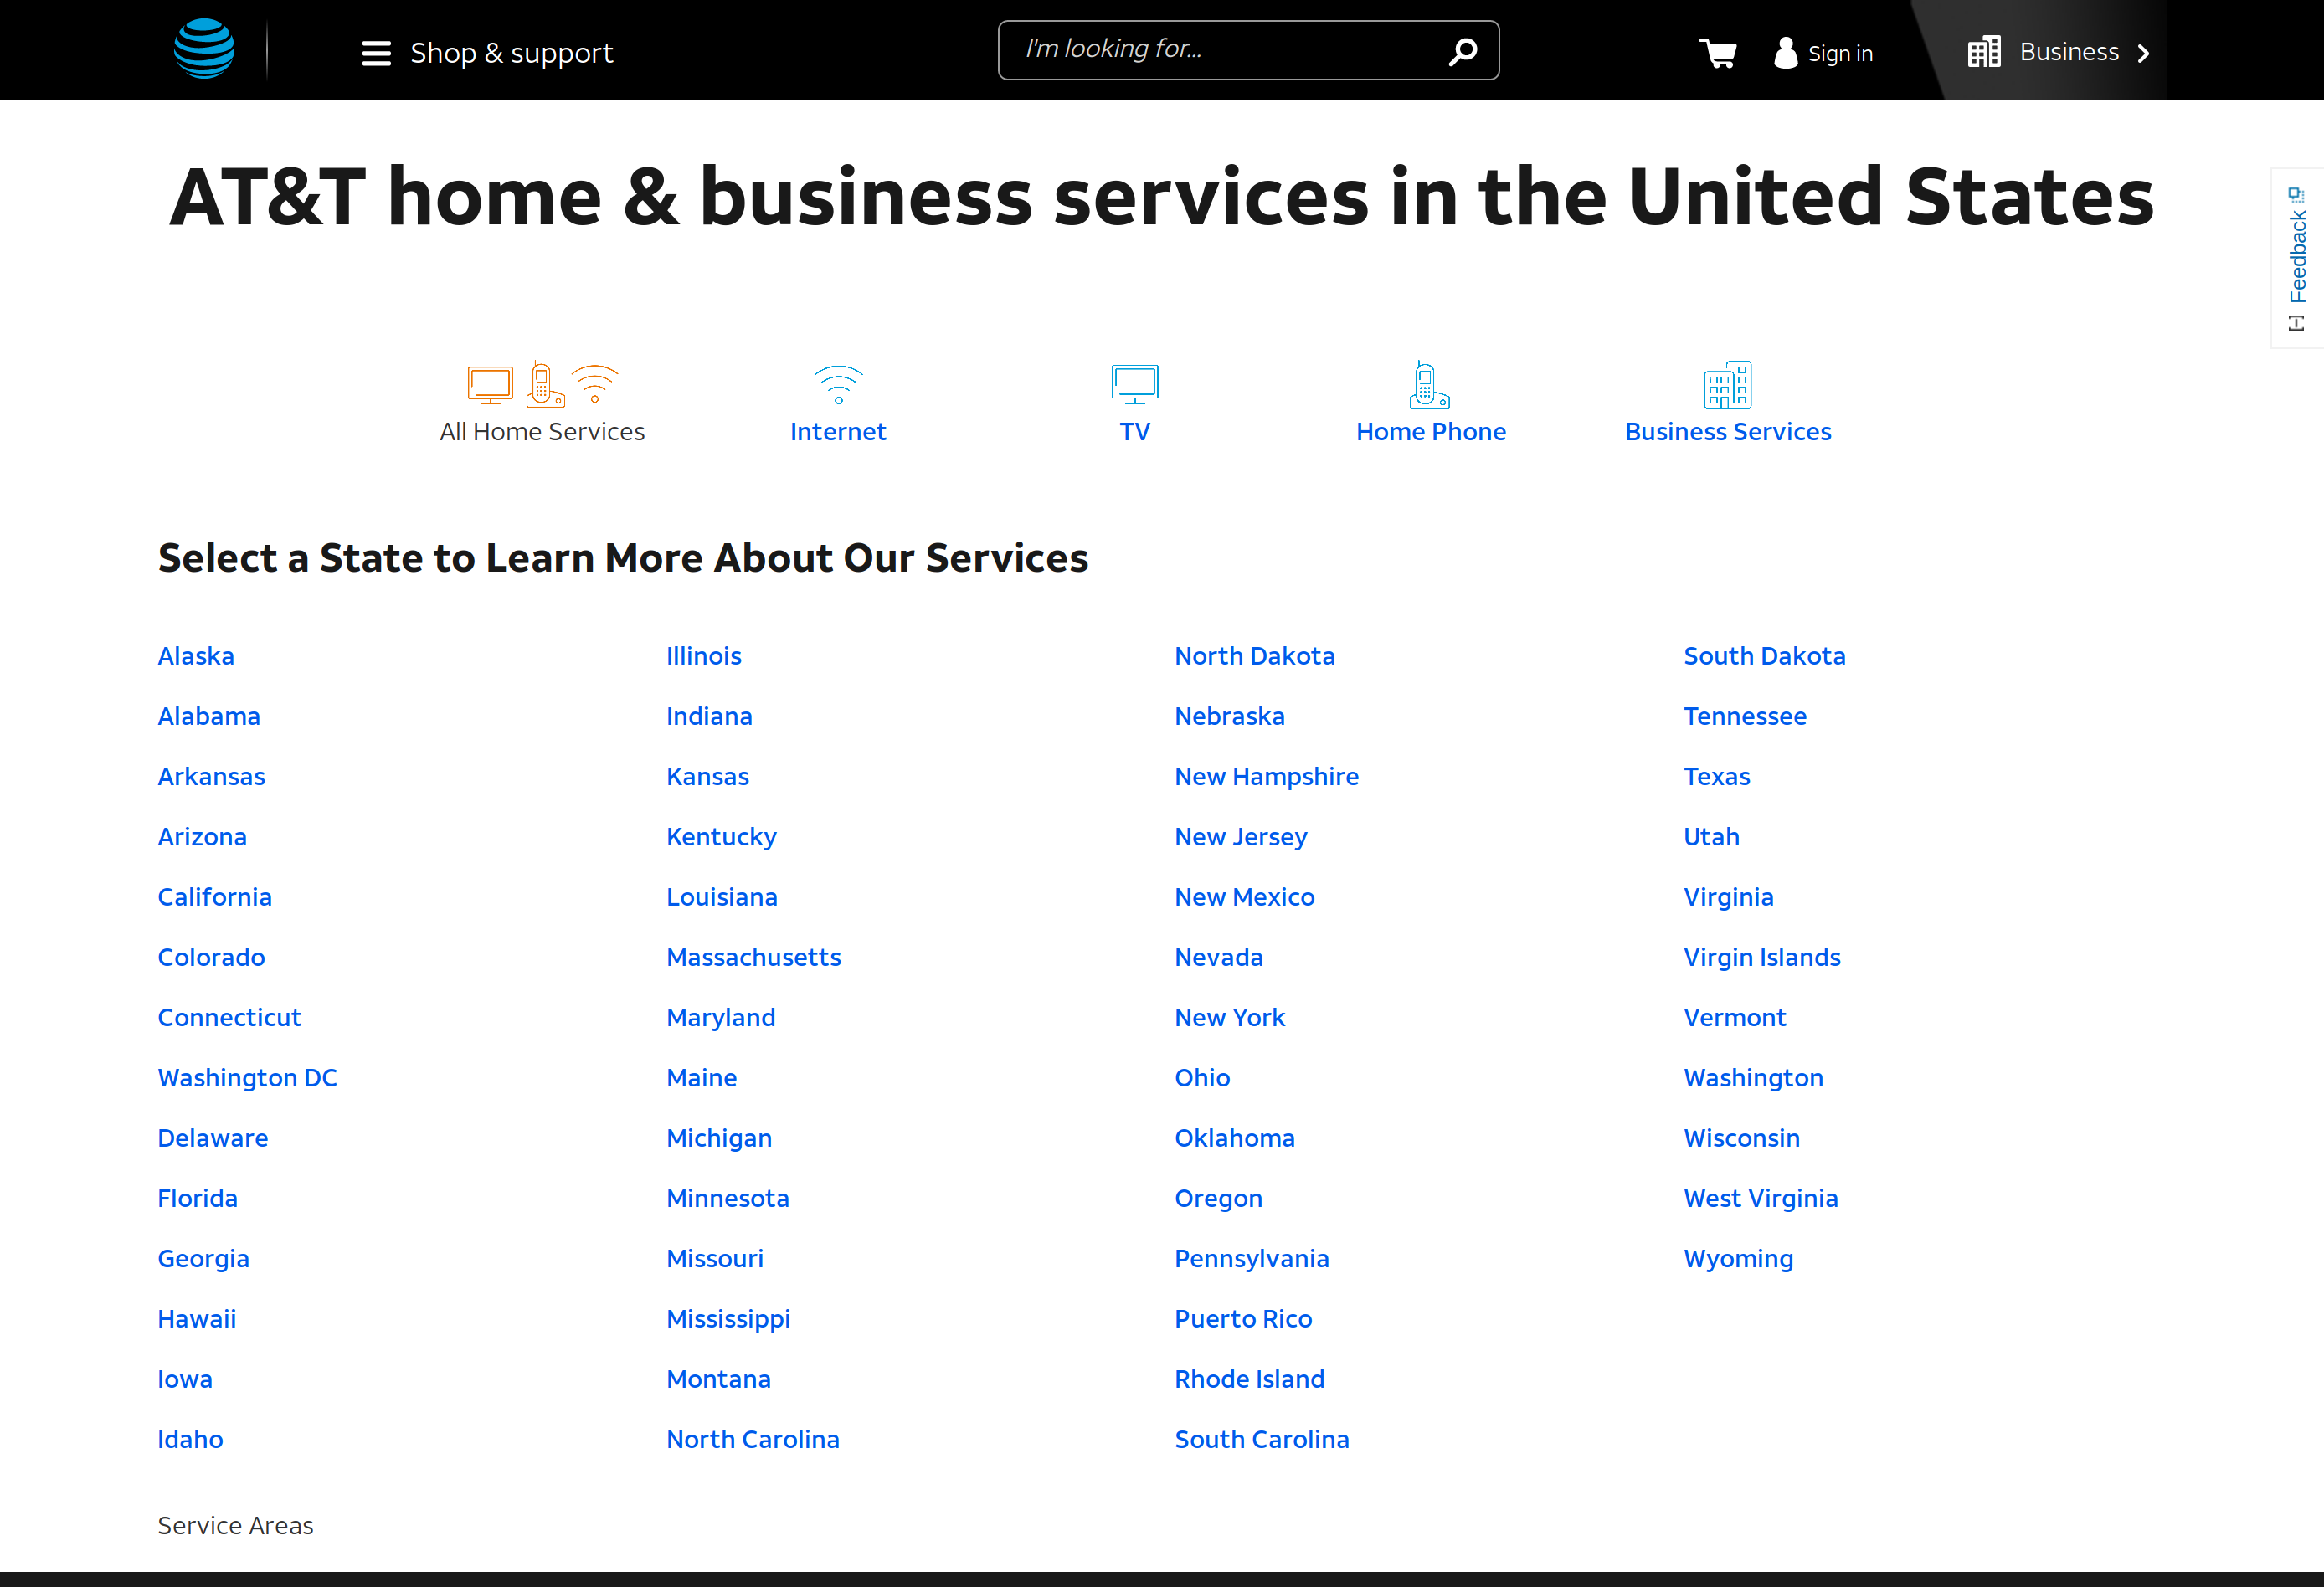 Shop & support
I'm looking for...
Sign in
Business
AT&T home & business services in the United States
[-] Feedback
All Home Services
Internet
TV
Home Phone
Business Services
Select a State to Learn More About Our Services
Alaska
Alabama
Arkansas
Arizona
California
Colorado
Connecticut
Washington DC
Delaware
Florida
Georgia
Hawaii
Iowa
Idaho
Illinois
Indiana
Kansas
Kentucky
Louisiana
Massachusetts
Maryland
Maine
Michigan
Minnesota
Missouri
Mississippi
Montana
North Carolina
North Dakota
Nebraska
New Hampshire
New Jersey
New Mexico
Nevada
New York
Ohio
Oklahoma
Oregon
Pennsylvania
Puerto Rico
Rhode Island
South Carolina
South Dakota
Tennessee
Texas
Utah
Virginia
Virgin Islands
Vermont
Washington
Wisconsin
West Virginia
Wyoming
Service Areas